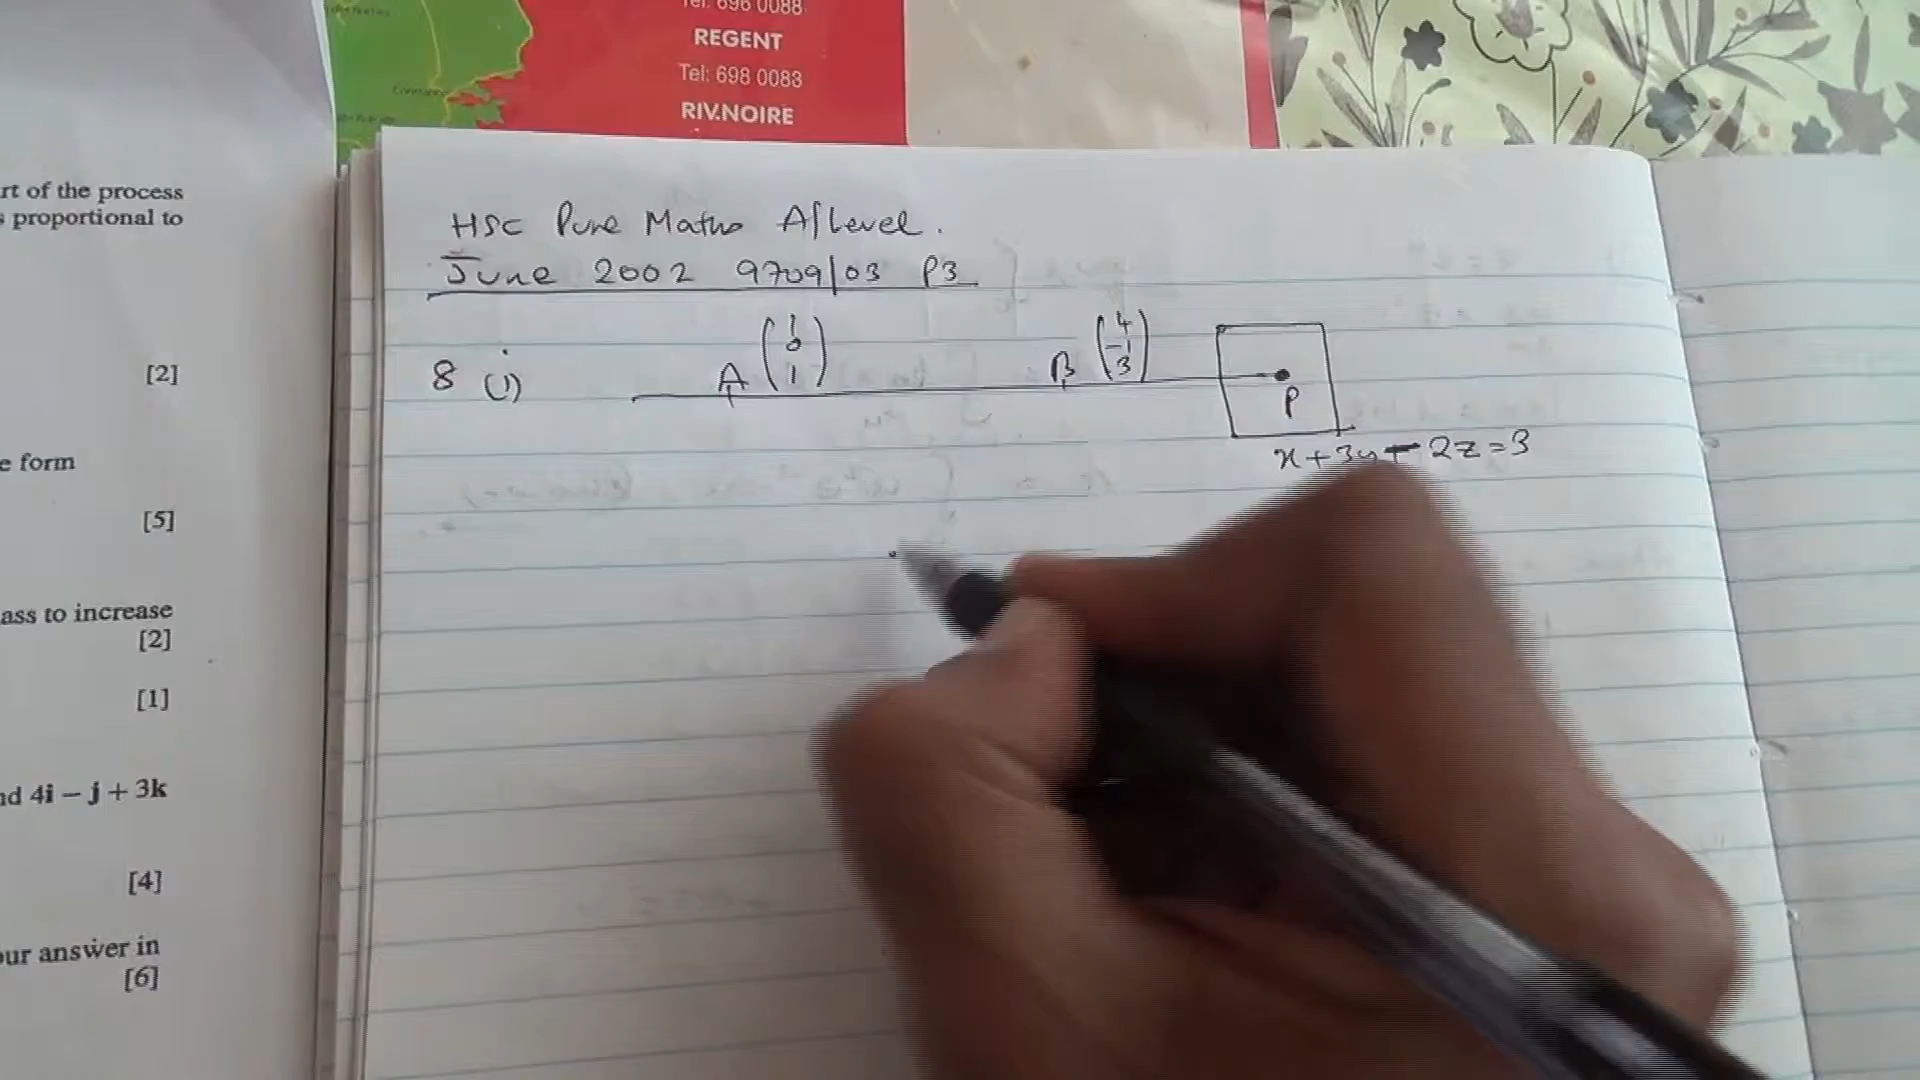 Tel: 696 0088
REGENT
Tel: 698 0083
RIV.NOIRE
rt of the process
s proportional to
[2]
e form
[5]
ass to increase
[2]
[1]
nd 4i – j + 3k
[4]
our answer in
[6]
HSC Pure Maths A/Level.
June 2002 9709/03 P3
8 (i) A (1 0 1) B (4 -1 3) P
x+3y-2z=3